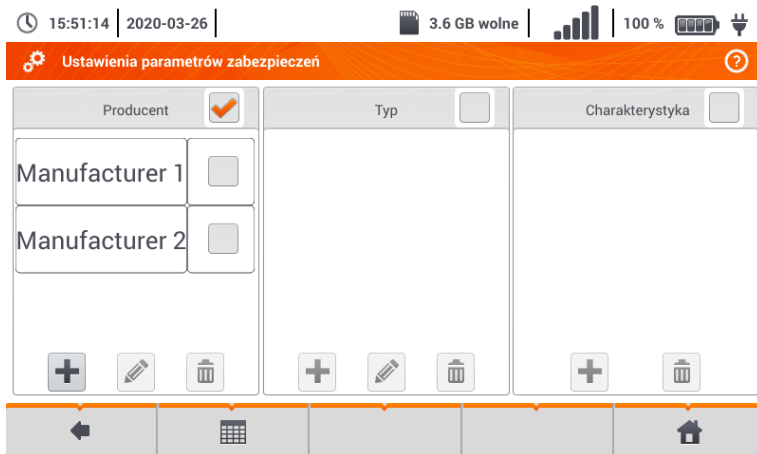 15:51:14 2020-03-26 3.6 GB wolne 100 %
Ustawienia parametrów zabezpieczeń ?
Producent Typ Charakterystyka
Manufacturer 1
Manufacturer 2